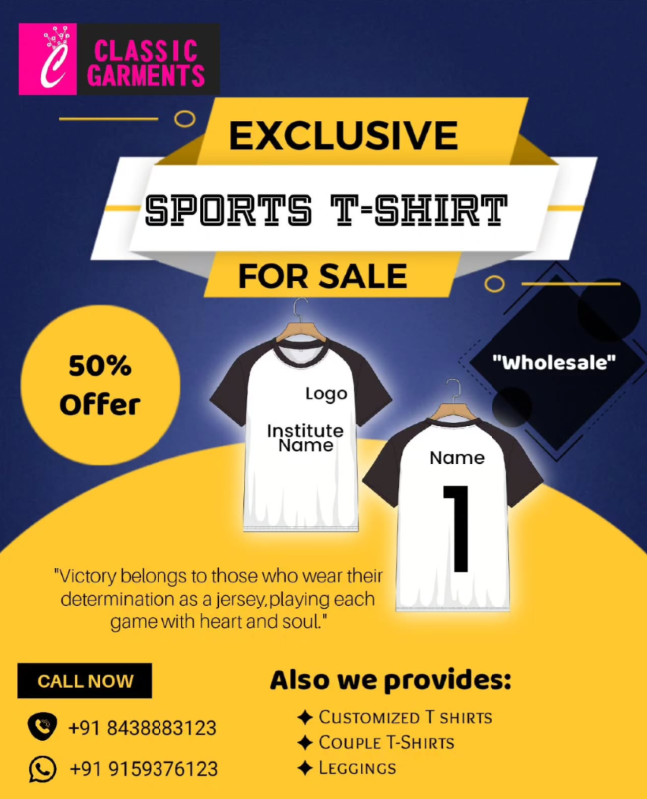 CLASSIC
GARMENTS
EXCLUSIVE
SPORTS T-SHIRT
FOR SALE
50%
Offer
"Wholesale"
Logo
Institute
Name
Name
1
"Victory belongs to those who wear their
determination as a jersey,playing each
game with heart and soul."
CALL NOW
+91 8438883123
+91 9159376123
Also we provides:
CUSTOMIZED T SHIRTS
COUPLE T-SHIRTS
LEGGINGS